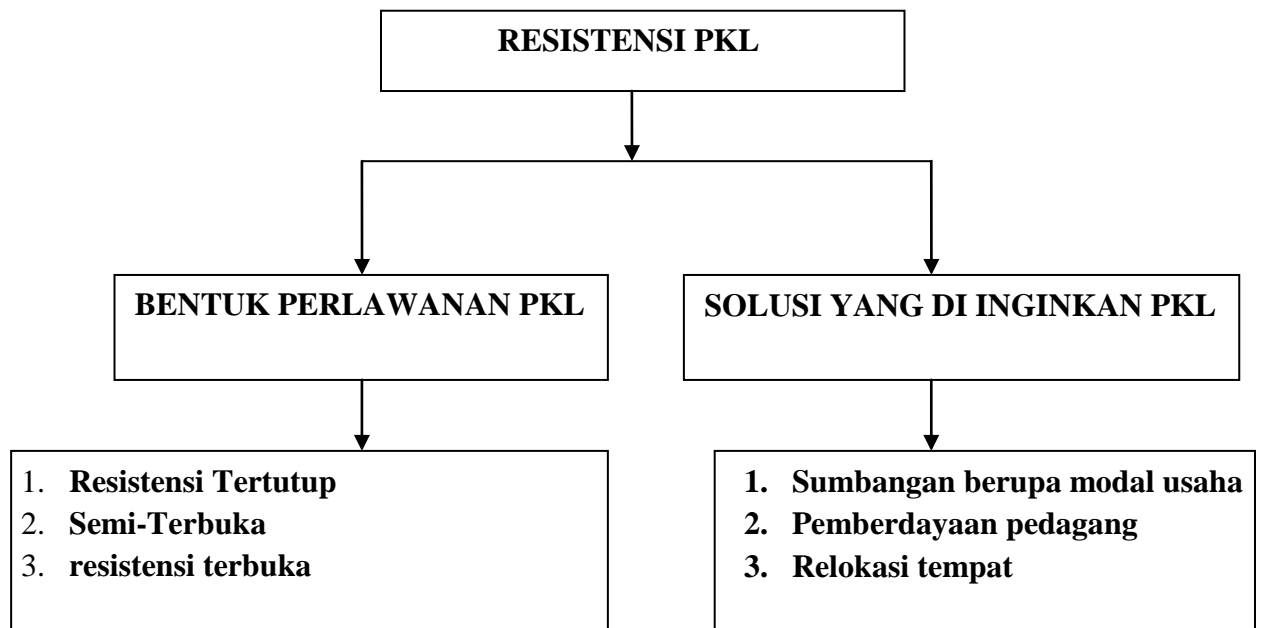 RESISTENSI PKL
BENTUK PERLAWANAN PKL
SOLUSI YANG DI INGINKAN PKL
1. Resistensi Tertutup
2. Semi-Terbuka
3. resistensi terbuka
1. Sumbangan berupa modal usaha
2. Pemberdayaan pedagang
3. Relokasi tempat